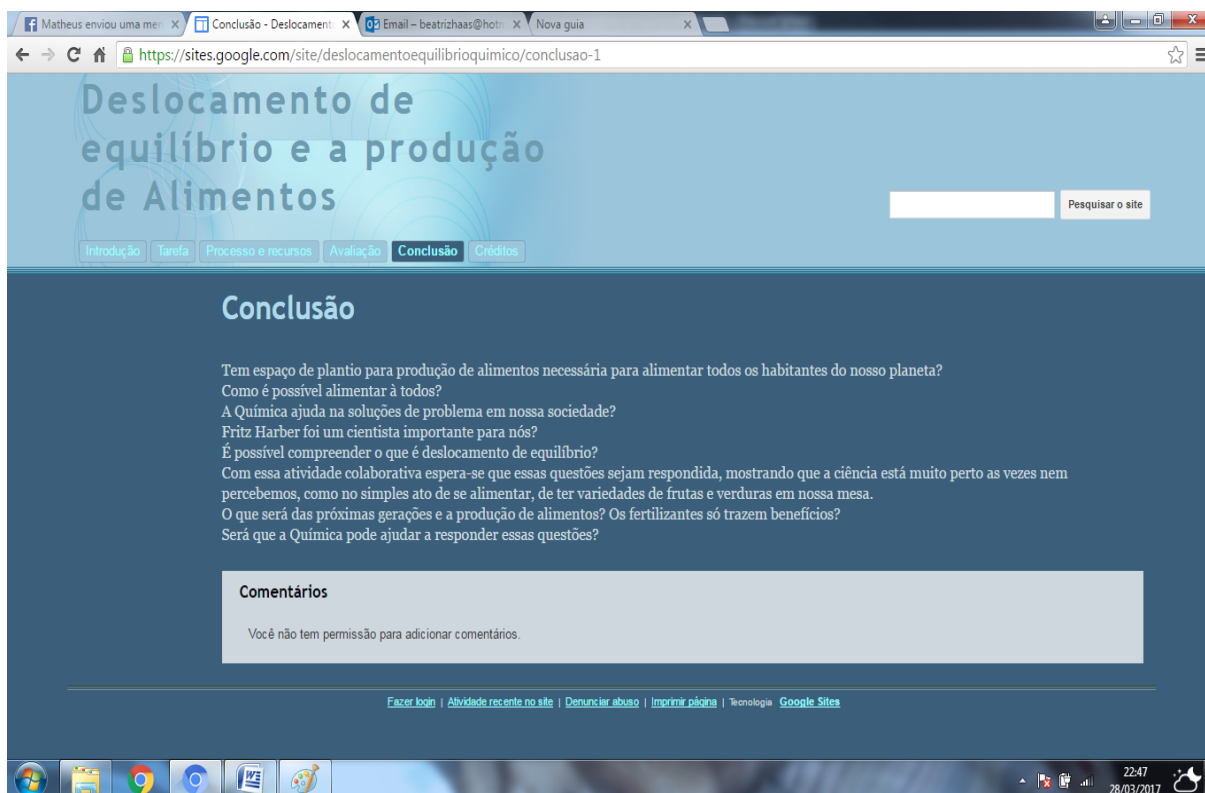 Matheus enviou uma men
Conclusão - Deslocament
Email – beatrizhaas@hotm
Nova guia
https://sites.google.com/site/deslocamentoequilibrioquimico/conclusao-1
Deslocamento de
equilíbrio e a produção
de Alimentos
Pesquisar o site
Introdução Tarefa Processo e recursos Avaliação Conclusão Créditos
Conclusão
Tem espaço de plantio para produção de alimentos necessária para alimentar todos os habitantes do nosso planeta?
Como é possível alimentar à todos?
A Química ajuda na soluções de problema em nossa sociedade?
Fritz Harber foi um cientista importante para nós?
É possível compreender o que é deslocamento de equilíbrio?
Com essa atividade colaborativa espera-se que essas questões sejam respondida, mostrando que a ciência está muito perto as vezes nem
percebemos, como no simples ato de se alimentar, de ter variedades de frutas e verduras em nossa mesa.
O que será das próximas gerações e a produção de alimentos? Os fertilizantes só trazem benefícios?
Será que a Química pode ajudar a responder essas questões?
Comentários
Você não tem permissão para adicionar comentários.
Fazer login | Atividade recente no site | Denunciar abuso | Imprimir página | Tecnologia Google Sites
22:47
28/03/2017